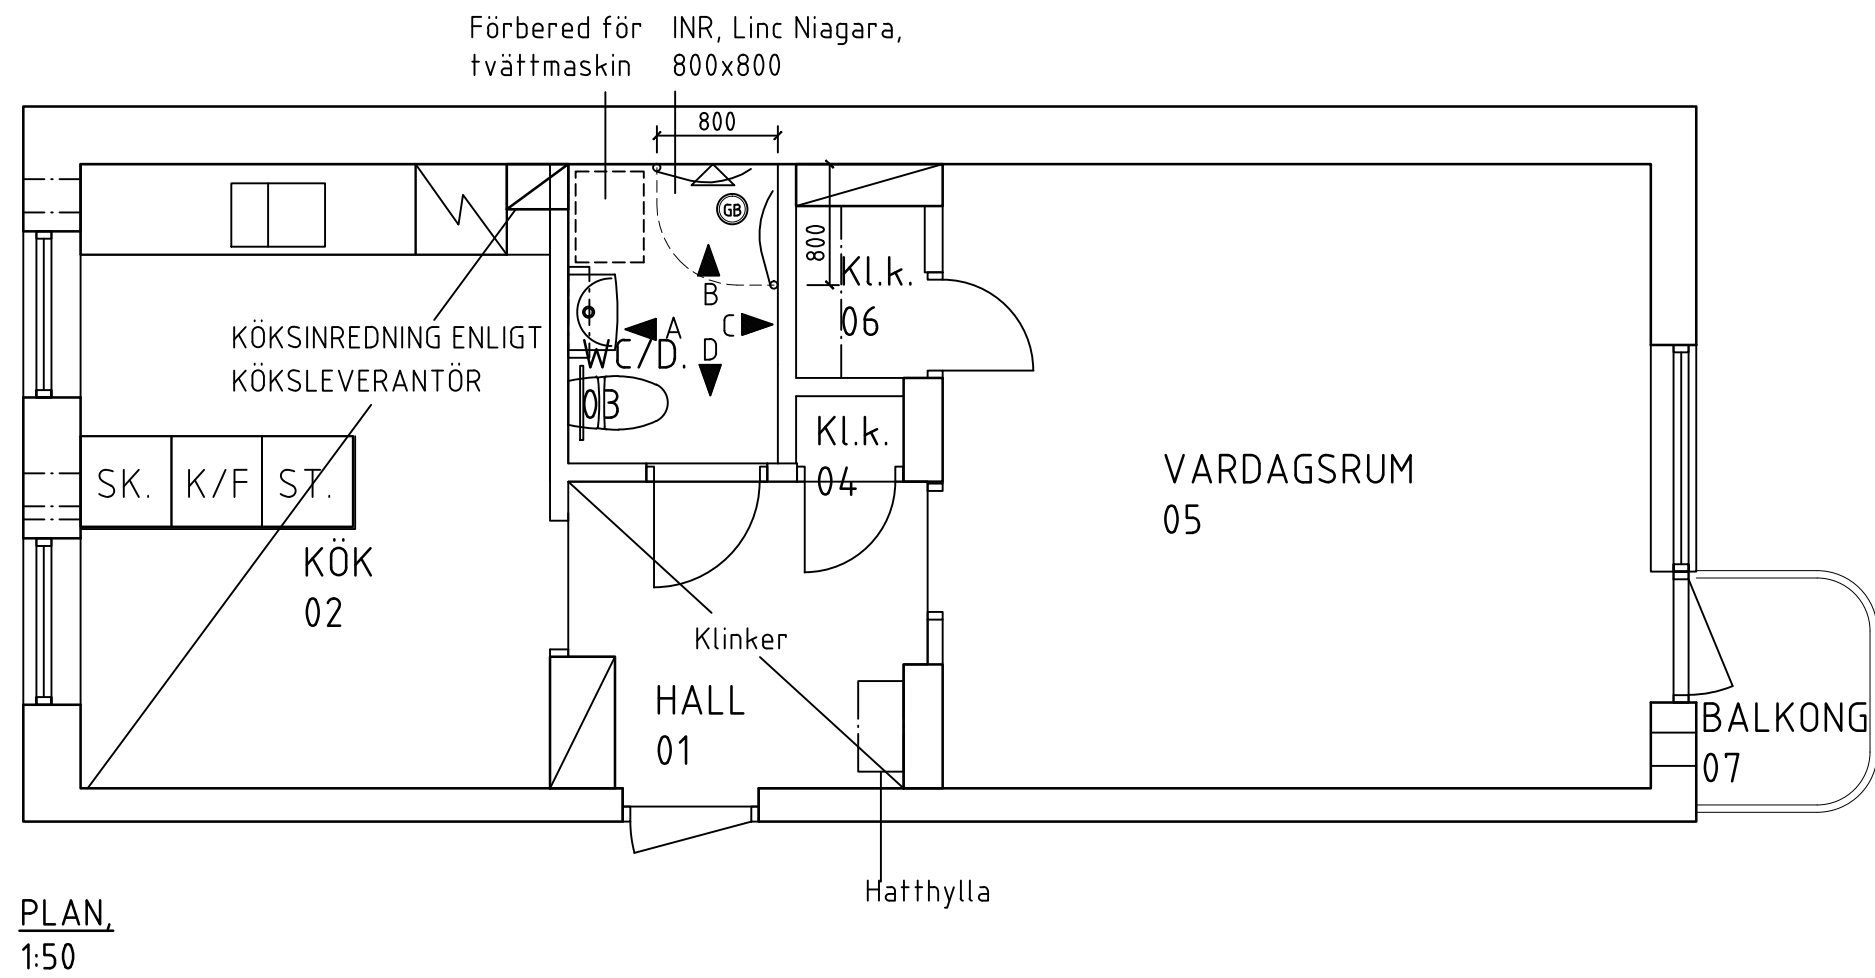 Förbered för
tvättmaskin
INR, Linc Niagara,
800x800
800
GB
800
Kl.k.
06
B
A
C
D
WC/D.
03
KÖKSINREDNING ENLIGT
KÖKSLEVERANTÖR
Kl.k.
04
SK.
K/F
ST.
VARDAGSRUM
05
KÖK
02
Klinker
HALL
01
BALKONG
07
Hatthylla
PLAN,
1:50